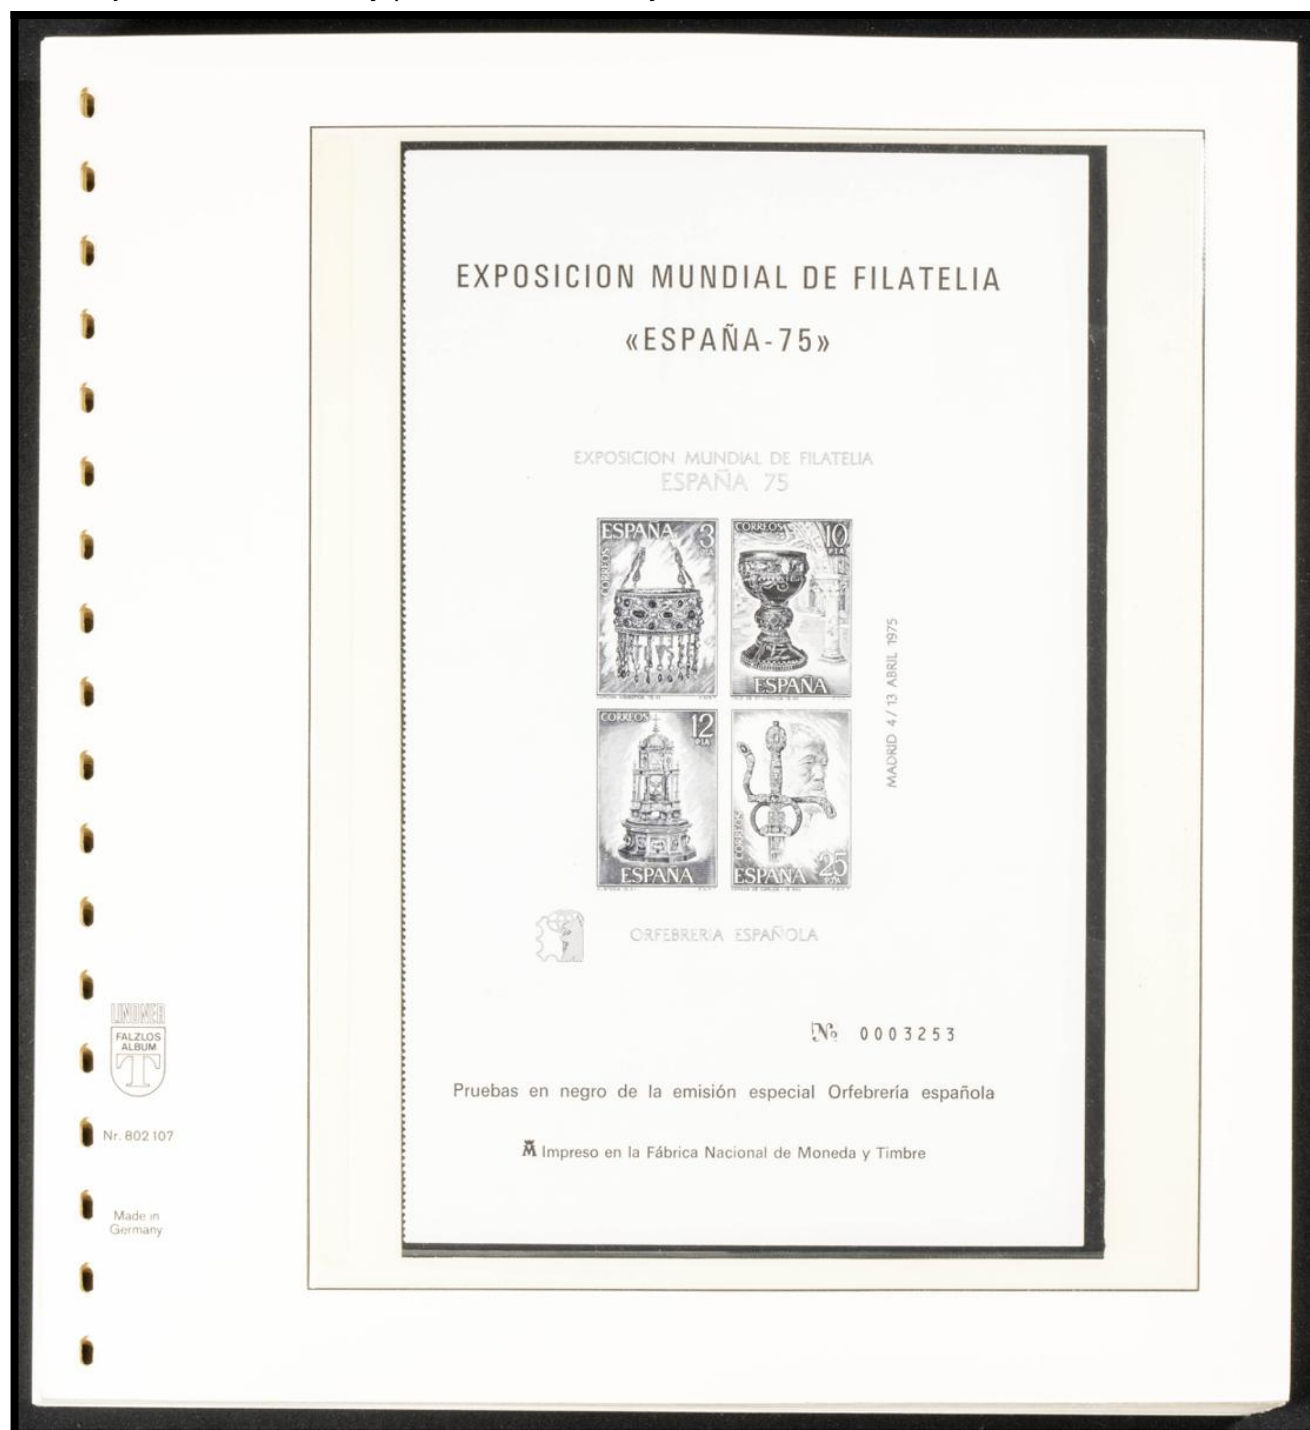 EXPOSICION MUNDIAL DE FILATELIA
«ESPAÑA-75»
EXPOSICION MUNDIAL DE FILATELIA
ESPAÑA 75
ESPAÑA 3 PTA
CORREOS
CORREOS 10 PTA
ESPAÑA
CORREOS 12 PTA
ESPAÑA
CORREOS
ESPAÑA 25 PTA
MADRID 4/13 ABRIL 1975
ORFEBRERIA ESPAÑOLA
Nº 0003253
Pruebas en negro de la emisión especial Orfebrería española
Impreso en la Fábrica Nacional de Moneda y Timbre
LINDNER
FALZLOS
ALBUM
T
Nr. 802 107
Made in
Germany